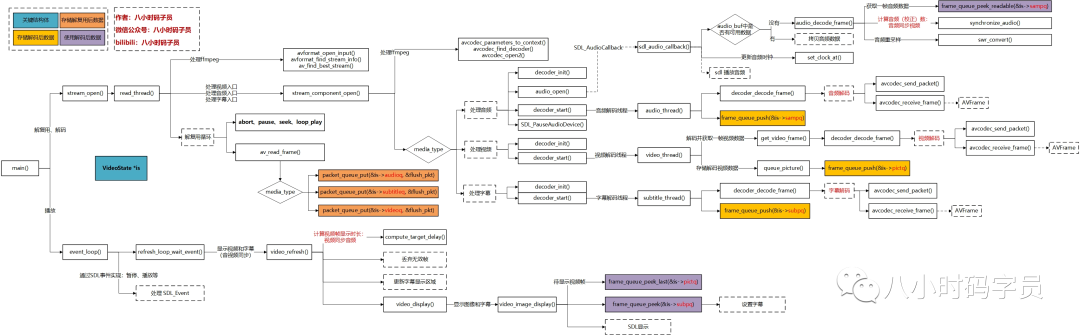 关键结构体
存储解复用后数据
存储解码后数据
使用解码后数据
作者：八小时码字员
微信公众号：八小时码字员
bilibili：八小时码字员
main()
解复用、解码
播放
VideoState *is
stream_open()
read_thread()
处理ffmpeg
avformat_open_input()
avformat_find_stream_info()
av_find_best_stream()
处理视频入口
处理音频入口
处理字幕入口
stream_component_open()
解复用循环
abort、pause、seek、loop_play
av_read_frame()
media_type
packet_queue_put(&is->audioq, &flush_pkt)
packet_queue_put(&is->subtitleq, &flush_pkt)
packet_queue_put(&is->videoq, &flush_pkt)
处理ffmpeg
avcodec_parameters_to_context()
avcodec_find_decoder()
avcodec_open2()
media_type
处理音频
decoder_init()
audio_open()
decoder_start()
SDL_PauseAudioDevice()
SDL_AudioCallback
sdl_audio_callback()
audio_buf中是否有可用数据
没有
audio_decode_frame()
获取一帧音频数据
frame_queue_peek_readable(&is->sampq)
计算音频（校正）数：
音频同步视频
synchronize_audio()
音频重采样
swr_convert()
有
拷贝音频数据
更新音频时钟
set_clock_at()
sdl 播放音频
音频解码线程
audio_thread()
decoder_decode_frame()
音频解码
avcodec_send_packet()
avcodec_receive_frame()
AVFrame
frame_queue_push(&is->sampq)
处理视频
decoder_init()
decoder_start()
视频解码线程
video_thread()
解码并获取一帧视频数据
get_video_frame()
decoder_decode_frame()
视频解码
avcodec_send_packet()
avcodec_receive_frame()
AVFrame
存储解码视频数据
queue_picture()
frame_queue_push(&is->pictq)
处理字幕
decoder_init()
decoder_start()
字幕解码线程
subtitle_thread()
decoder_decode_frame()
字幕解码
avcodec_send_packet()
avcodec_receive_frame()
AVFrame
frame_queue_push(&is->subpq)
event_loop()
refresh_loop_wait_event()
显示视频和字幕
（音视频同步）
video_refresh()
计算视频帧显示时长：
视频同步音频
compute_target_delay()
丢弃无效帧
更新字幕显示区域
video_display()
显示图像和字幕
video_image_display()
待显示视频帧
frame_queue_peek_last(&is->pictq)
frame_queue_peek(&is->subpq)
设置字幕
SDL显示
通过SDL事件实现：暂停、播放等
处理 SDL_Event
八小时码字员